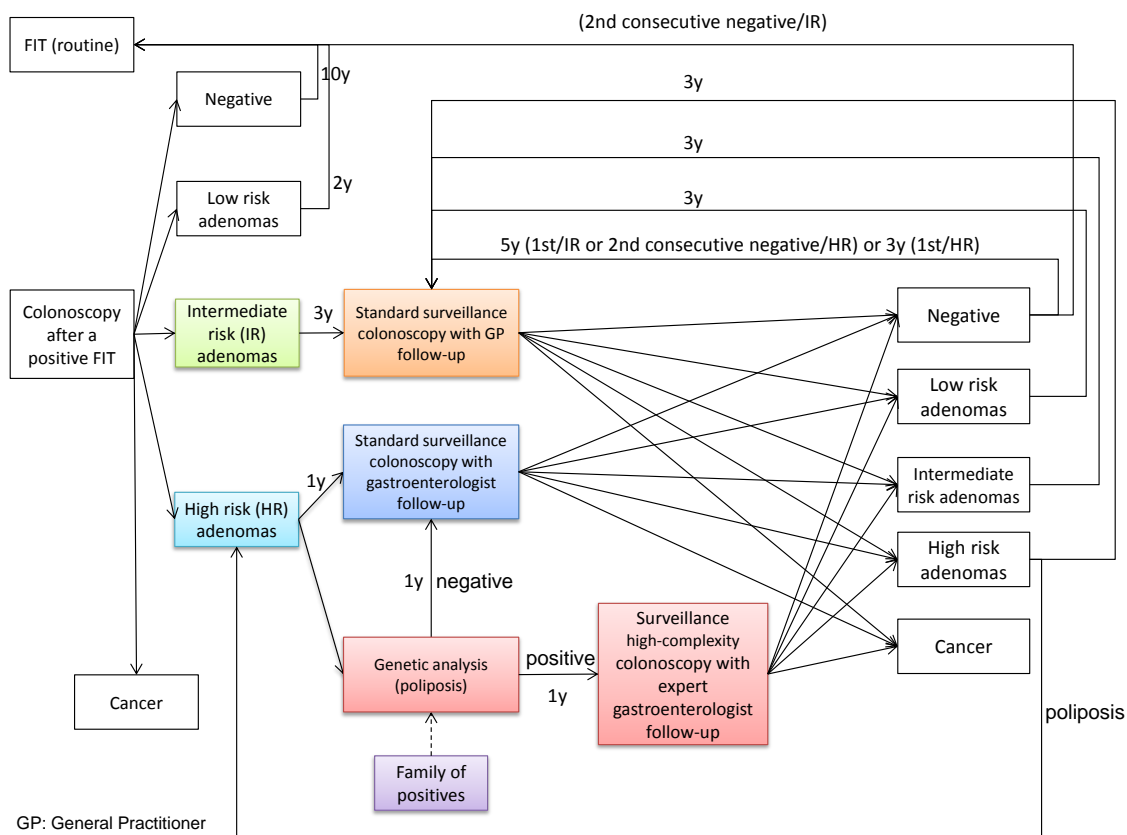 (2nd consecutive negative/IR)
FIT (routine)
10y
3y
Negative
3y
2y
Low risk
adenomas
3y
5y (1st/IR or 2nd consecutive negative/HR) or 3y (1st/HR)
Colonoscopy
after a
positive FIT
Intermediate
risk (IR)
adenomas
3y
Standard surveillance
colonoscopy with GP
follow-up
Negative
Low risk
adenomas
Standard surveillance
colonoscopy with
gastroenterologist
follow-up
1y
Intermediate
risk adenomas
High risk (HR)
adenomas
High risk
adenomas
1y negative
Genetic analysis
(poliposis)
positive
1y
Surveillance
high-complexity
colonoscopy with
expert
gastroenterologist
follow-up
Cancer
Cancer
poliposis
Family of
positives
GP: General Practitioner